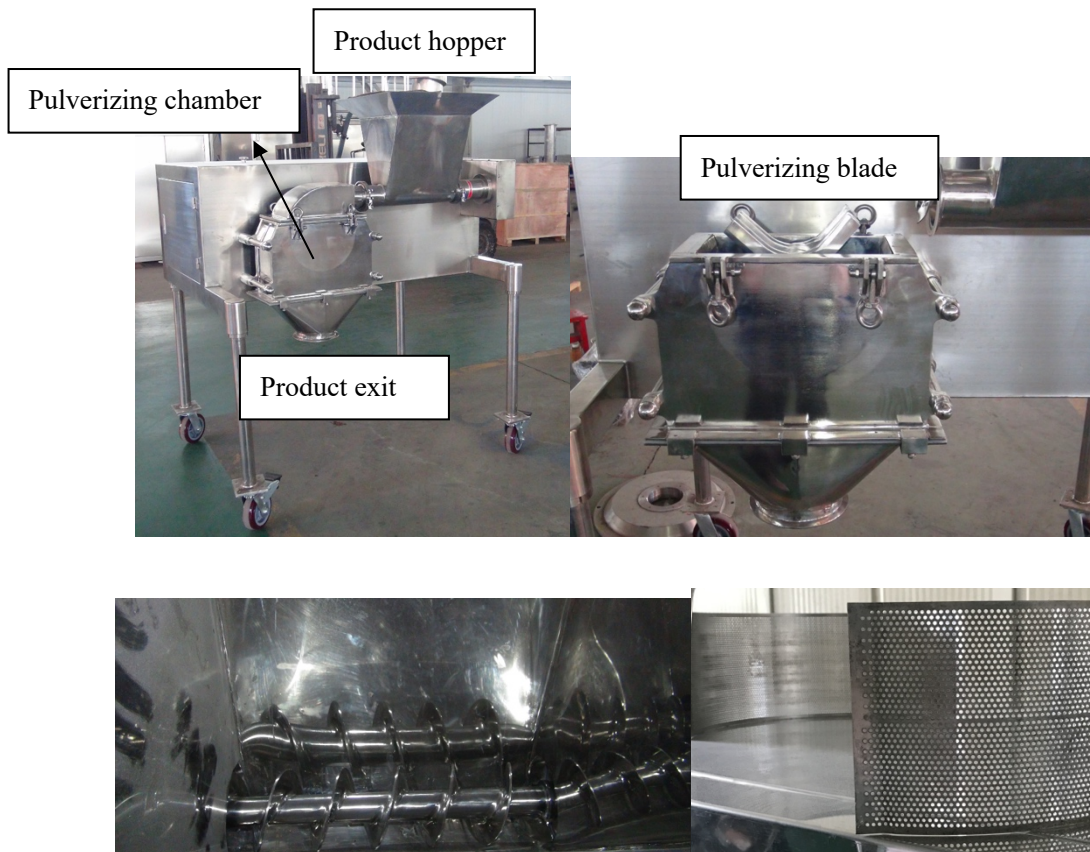 Product hopper
Pulverizing chamber
Pulverizing blade
Product exit